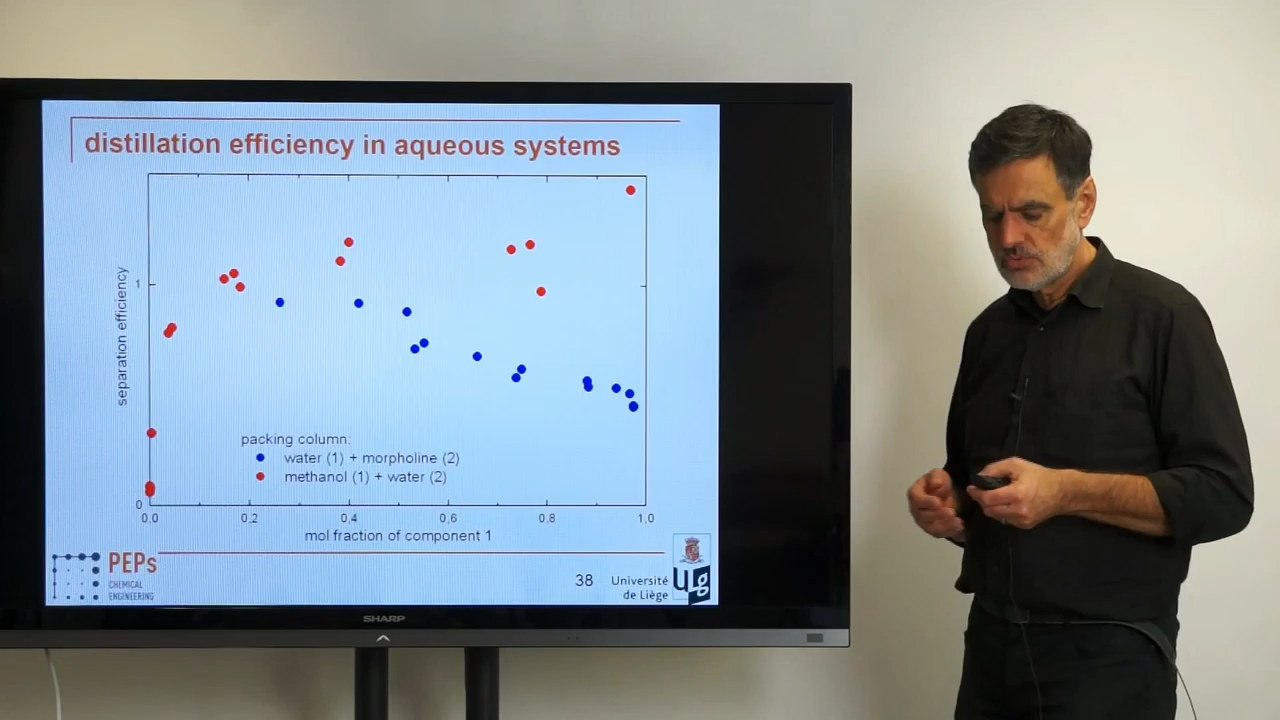 distillation efficiency in aqueous systems
separation efficiency
1
0
packing column:
water (1) + morpholine (2)
methanol (1) + water (2)
0,0 0,2 0,4 0,6 0,8 1,0
mol fraction of component 1
PEPs
CHEMICAL
ENGINEERING
38
Université
de Liège
ULg
SHARP